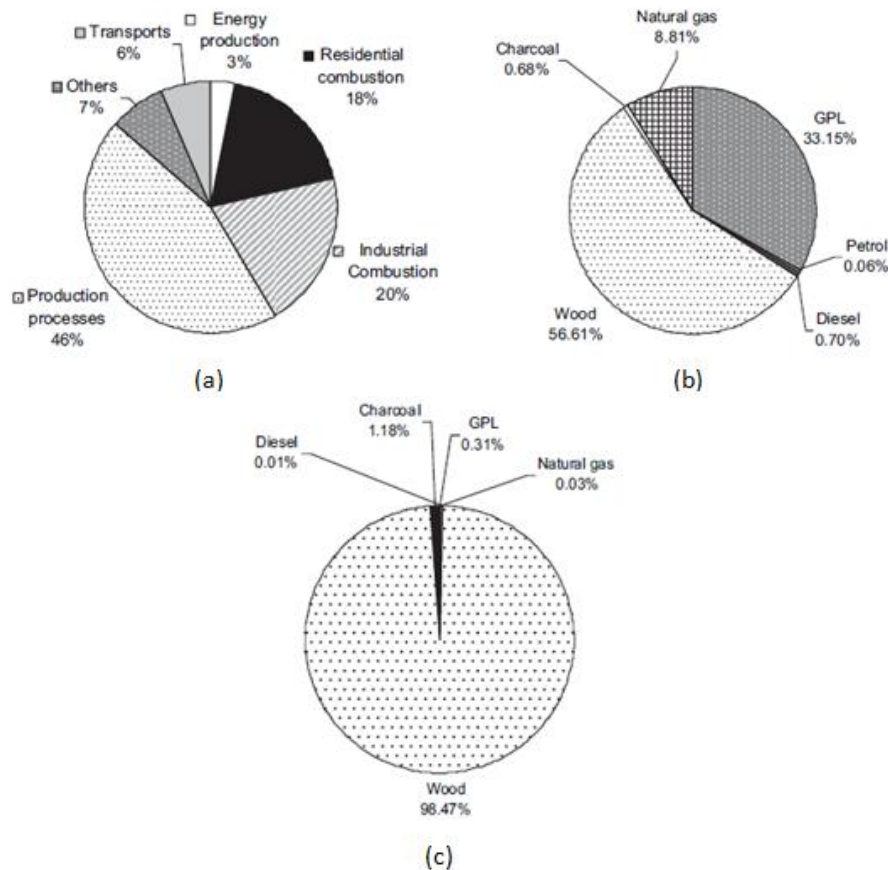 Transports
6%
Energy
production
3%
Residential
combustion
18%
Others
7%
Industrial
Combustion
20%
Production
processes
46%
(a)
Natural gas
8.81%
Charcoal
0.68%
GPL
33.15%
Petrol
0.06%
Diesel
0.70%
Wood
56.61%
(b)
Charcoal
1.18%
GPL
0.31%
Diesel
0.01%
Natural gas
0.03%
Wood
98.47%
(c)